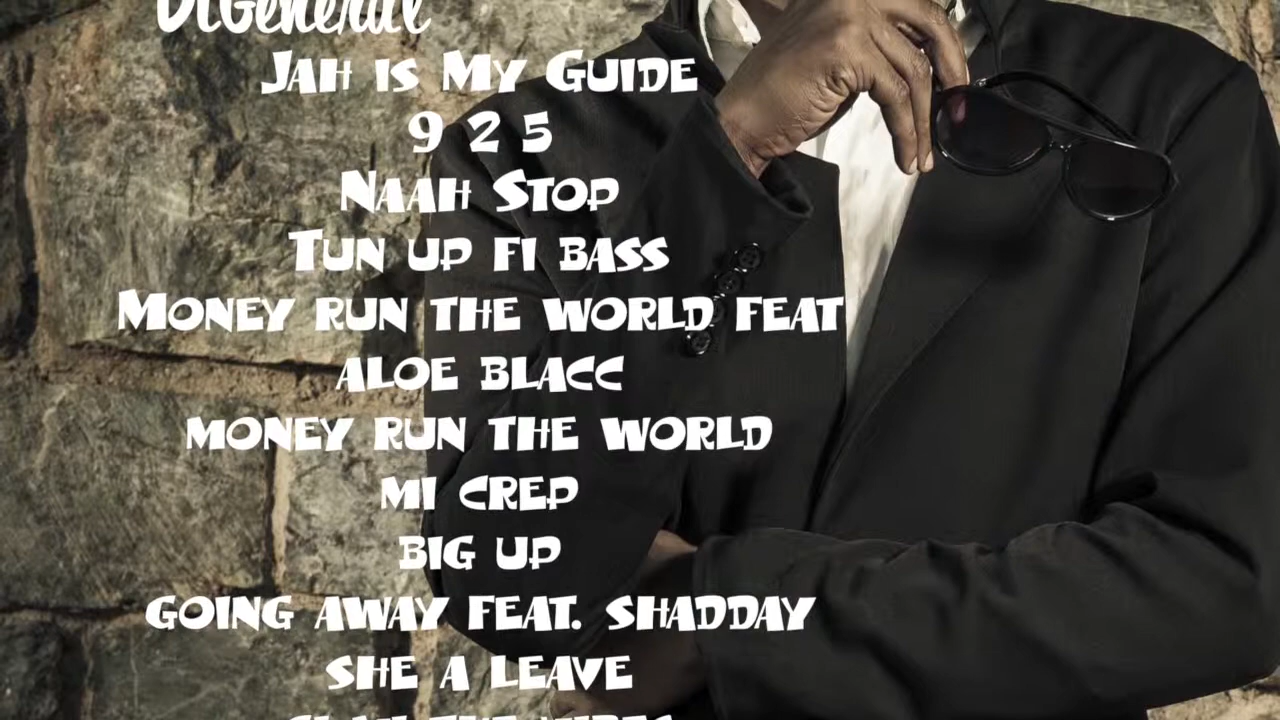 DiGeneral
Jah is My Guide
9 2 5
Naah Stop
Tun up fi bass
Money run the world feat
aloe blacc
money run the world
mi crep
big up
going away feat. shadday
she a leave